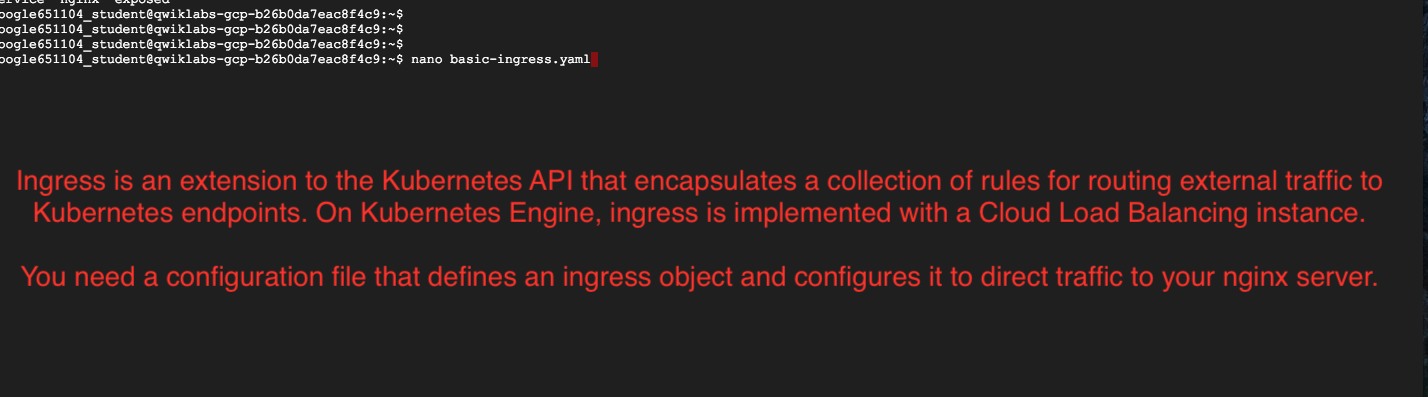 nginx" exposed
oogle651104_student@qwiklabs-gcp-b26b0da7eac8f4c9:~$
oogle651104_student@qwiklabs-gcp-b26b0da7eac8f4c9:~$
oogle651104_student@qwiklabs-gcp-b26b0da7eac8f4c9:~$
oogle651104_student@qwiklabs-gcp-b26b0da7eac8f4c9:~$ nano basic-ingress.yaml
Ingress is an extension to the Kubernetes API that encapsulates a collection of rules for routing external traffic to
Kubernetes endpoints. On Kubernetes Engine, ingress is implemented with a Cloud Load Balancing instance.
You need a configuration file that defines an ingress object and configures it to direct traffic to your nginx server.